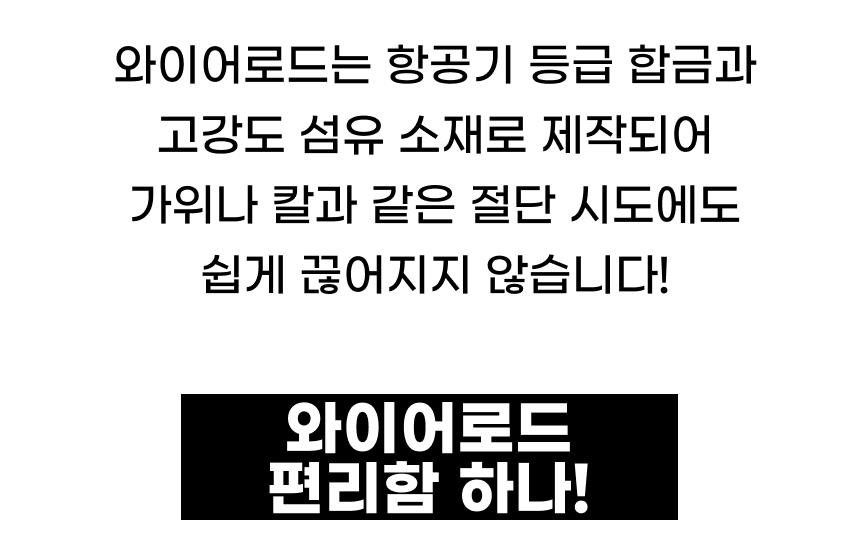 와이어로드는 항공기 등급 합금과
고강도 섬유 소재로 제작되어
가위나 칼과 같은 절단 시도에도
쉽게 끊어지지 않습니다!
와이어로드
편리함 하나!